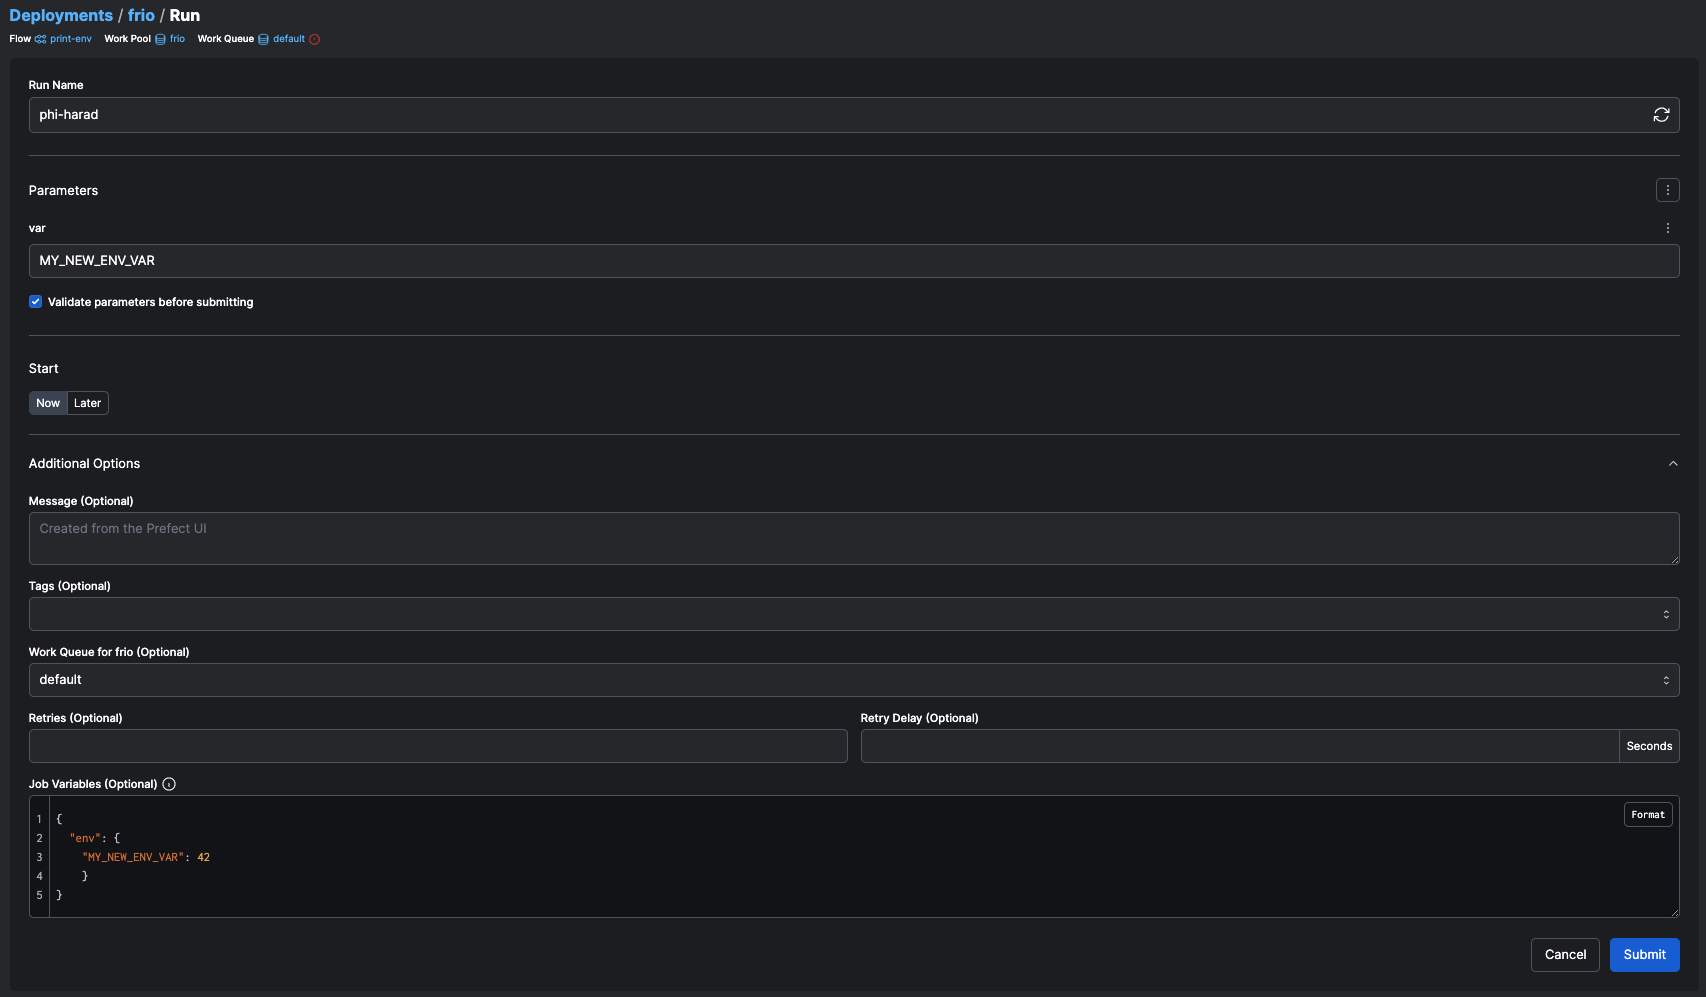 Deployments / frio / Run
Flow print-env Work Pool frio Work Queue default
Run Name
phi-harad
Parameters
var
MY_NEW_ENV_VAR
Validate parameters before submitting
Start
Now Later
Additional Options
Message (Optional)
Created from the Prefect UI
Tags (Optional)
Work Queue for frio (Optional)
default
Retries (Optional) Retry Delay (Optional)
Seconds
Job Variables (Optional)
Format
1 {
2 "env": {
3 "MY_NEW_ENV_VAR": 42
4 }
5 }
Cancel Submit